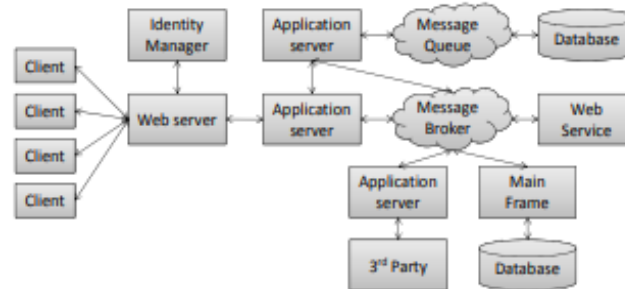 Identity
Manager
Application
server
Message
Queue
Database
Client
Client
Client
Client
Web server
Application
server
Message
Broker
Web
Service
Application
server
Main
Frame
3rd Party
Database